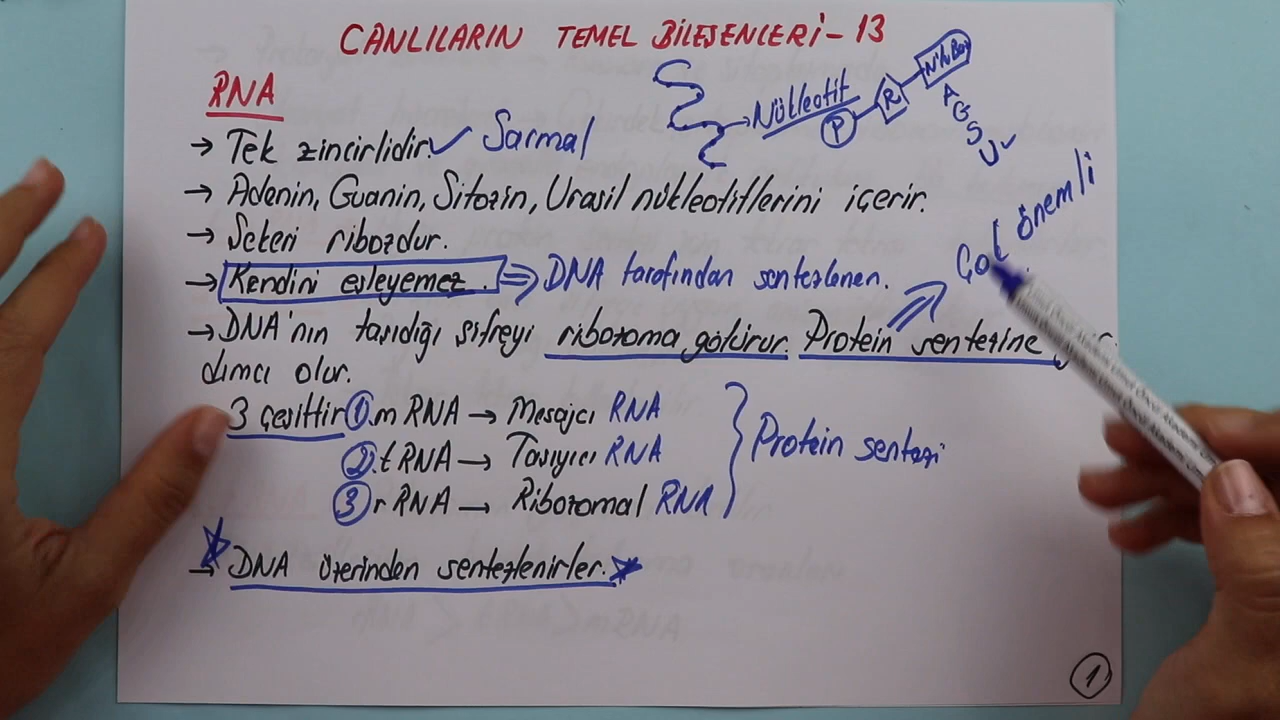 CANLILARIN TEMEL BİLEŞENLERİ-13
RNA
Nükleotit
P
R
N'lu Baz
A
G
S
U
→ Tek zincirlidir. Sarmal
→ Adenin, Guanin, Sitozin, Urasil nükleotitlerini içerir.
→ Şekeri ribozdur.
→ Kendini eşleyemez. ⇒ DNA tarafından sentezlenen.
Çok önemli
→ DNA'nın taşıdığı şifreyi ribozoma götürür. Protein sentezine
dımcı olur.
3 çeşittir ① mRNA → Mesajcı RNA
② tRNA → Taşıyıcı RNA
③ rRNA → Ribozomal RNA
Protein sentezi
→ DNA üzerinden sentezlenirler.
1